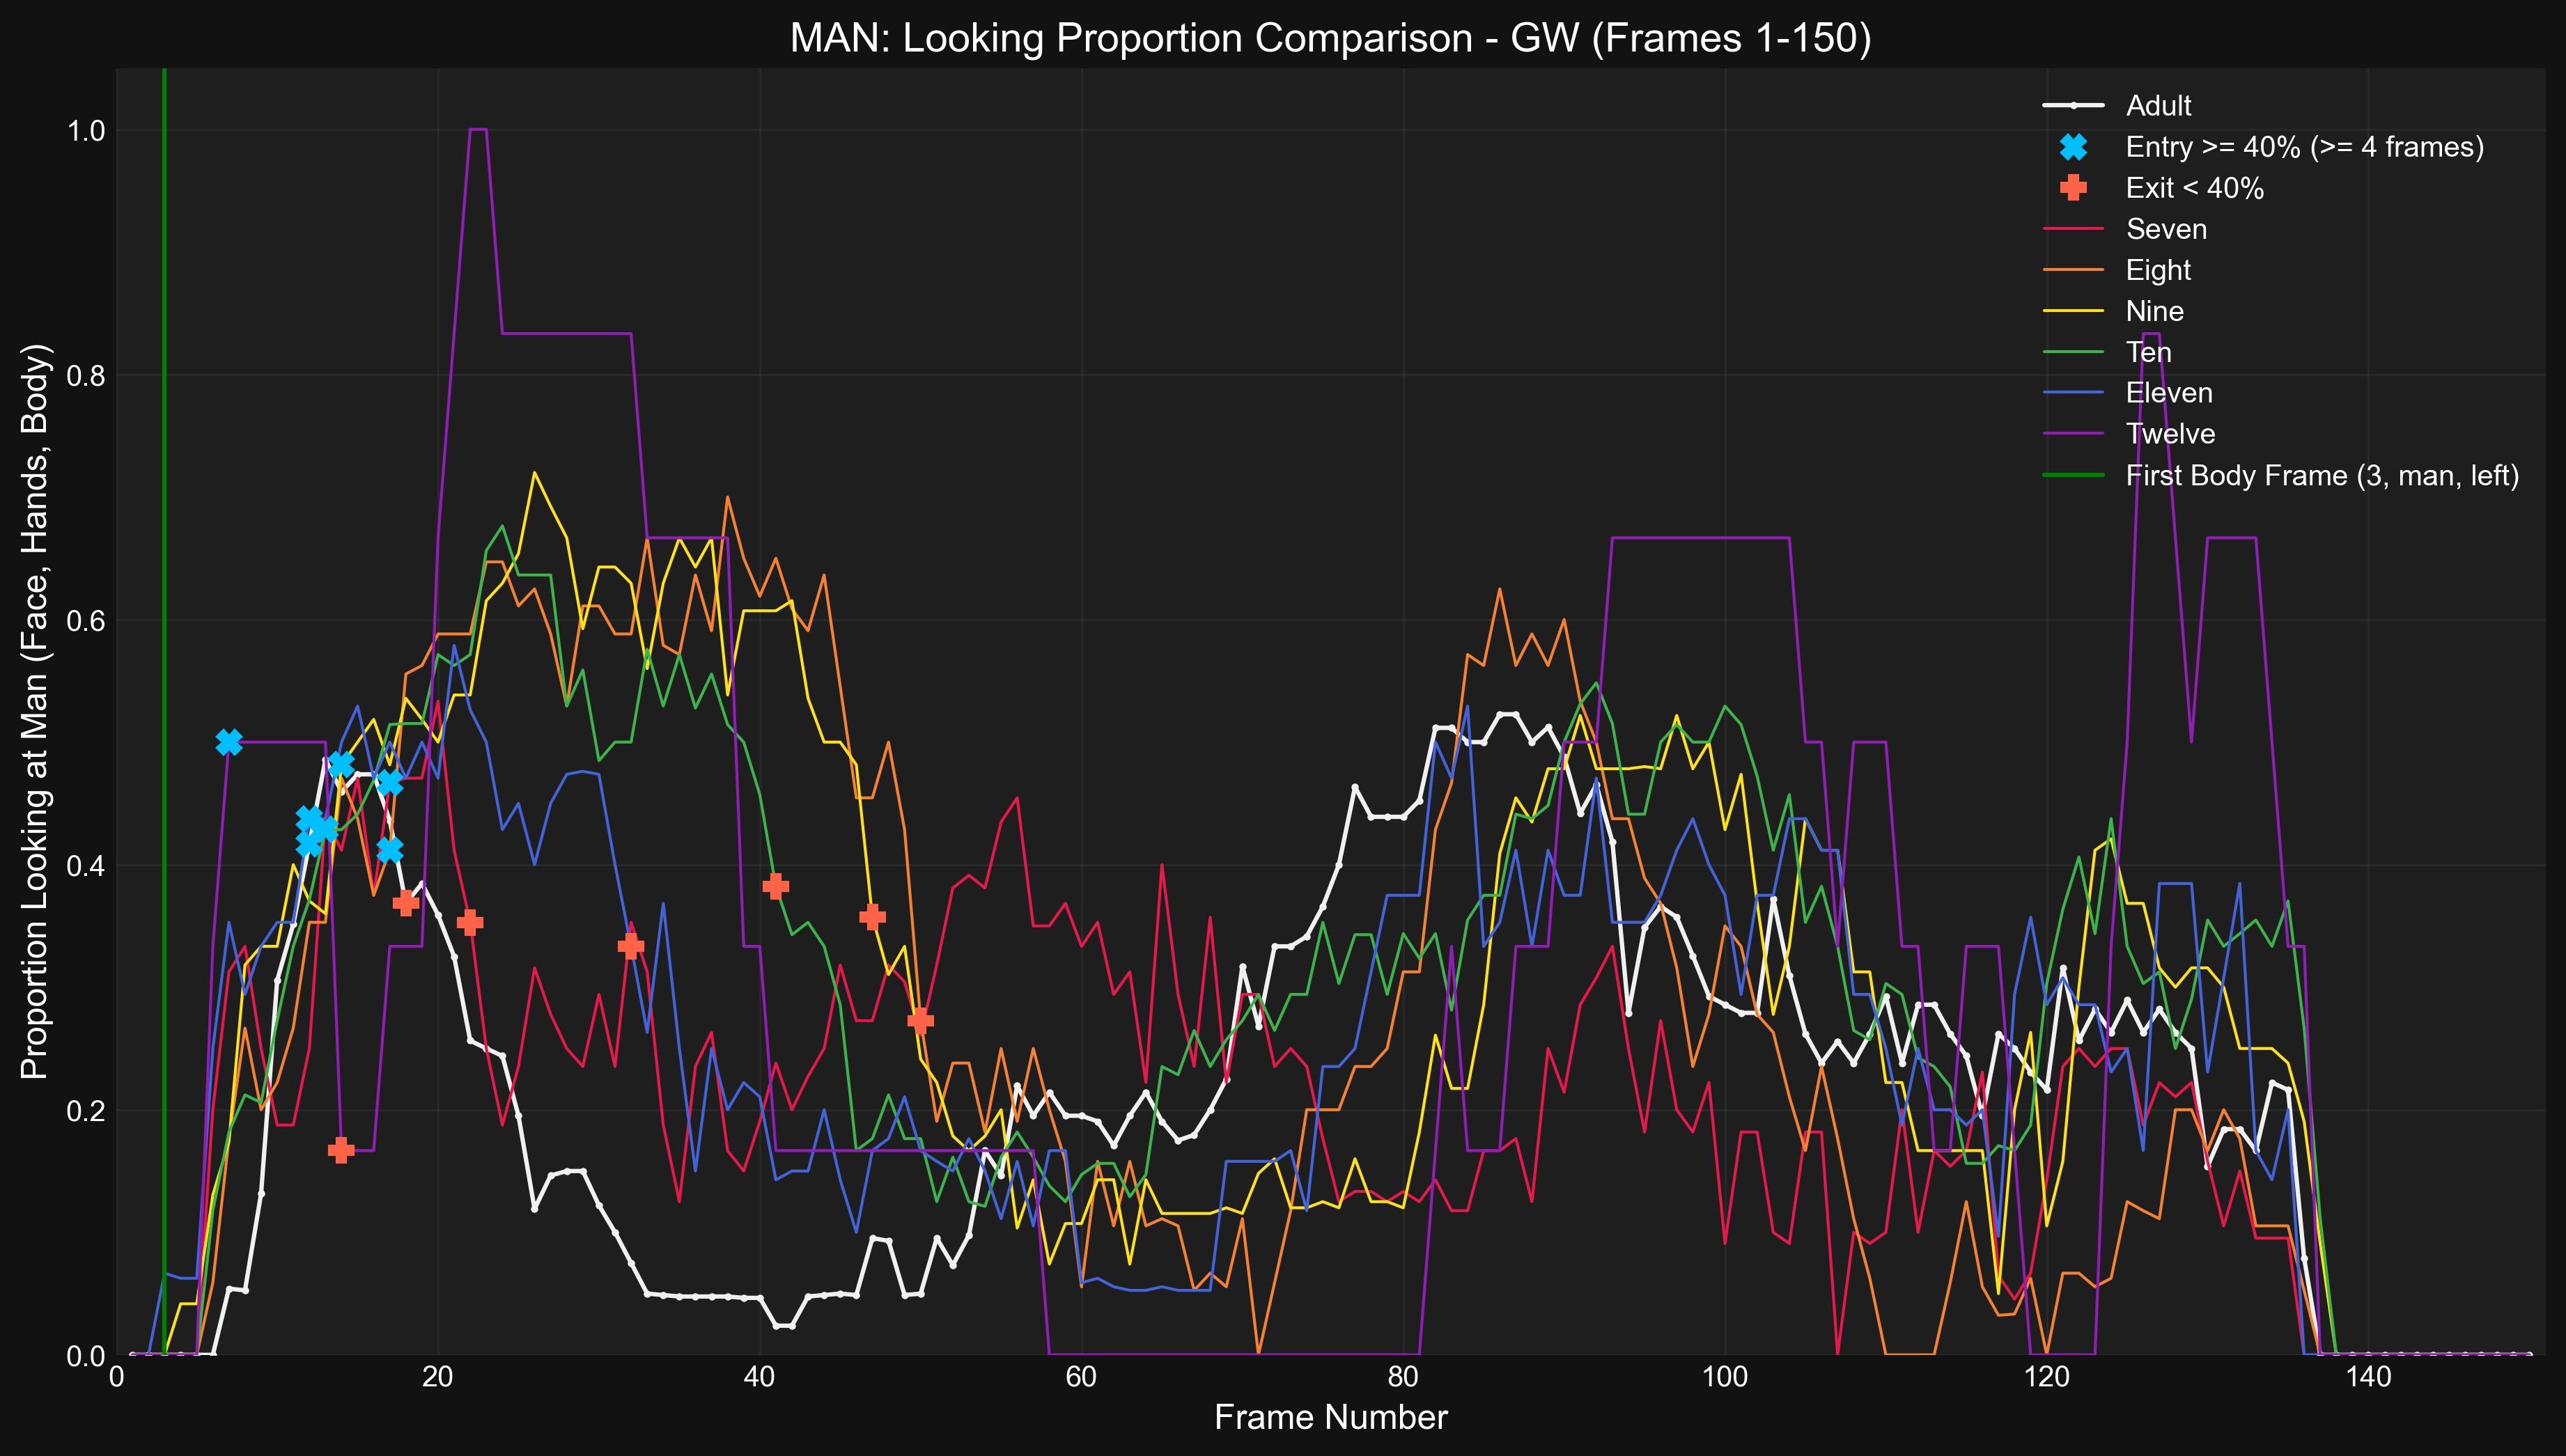 MAN: Looking Proportion Comparison - GW (Frames 1-150)
Adult
Entry >= 40% (>= 4 frames)
Exit < 40%
Seven
Eight
Nine
Ten
Eleven
Twelve
First Body Frame (3, man, left)
Proportion Looking at Man (Face, Hands, Body)
1.0
0.8
0.6
0.4
0.2
0.0
0 20 40 60 80 100 120 140
Frame Number